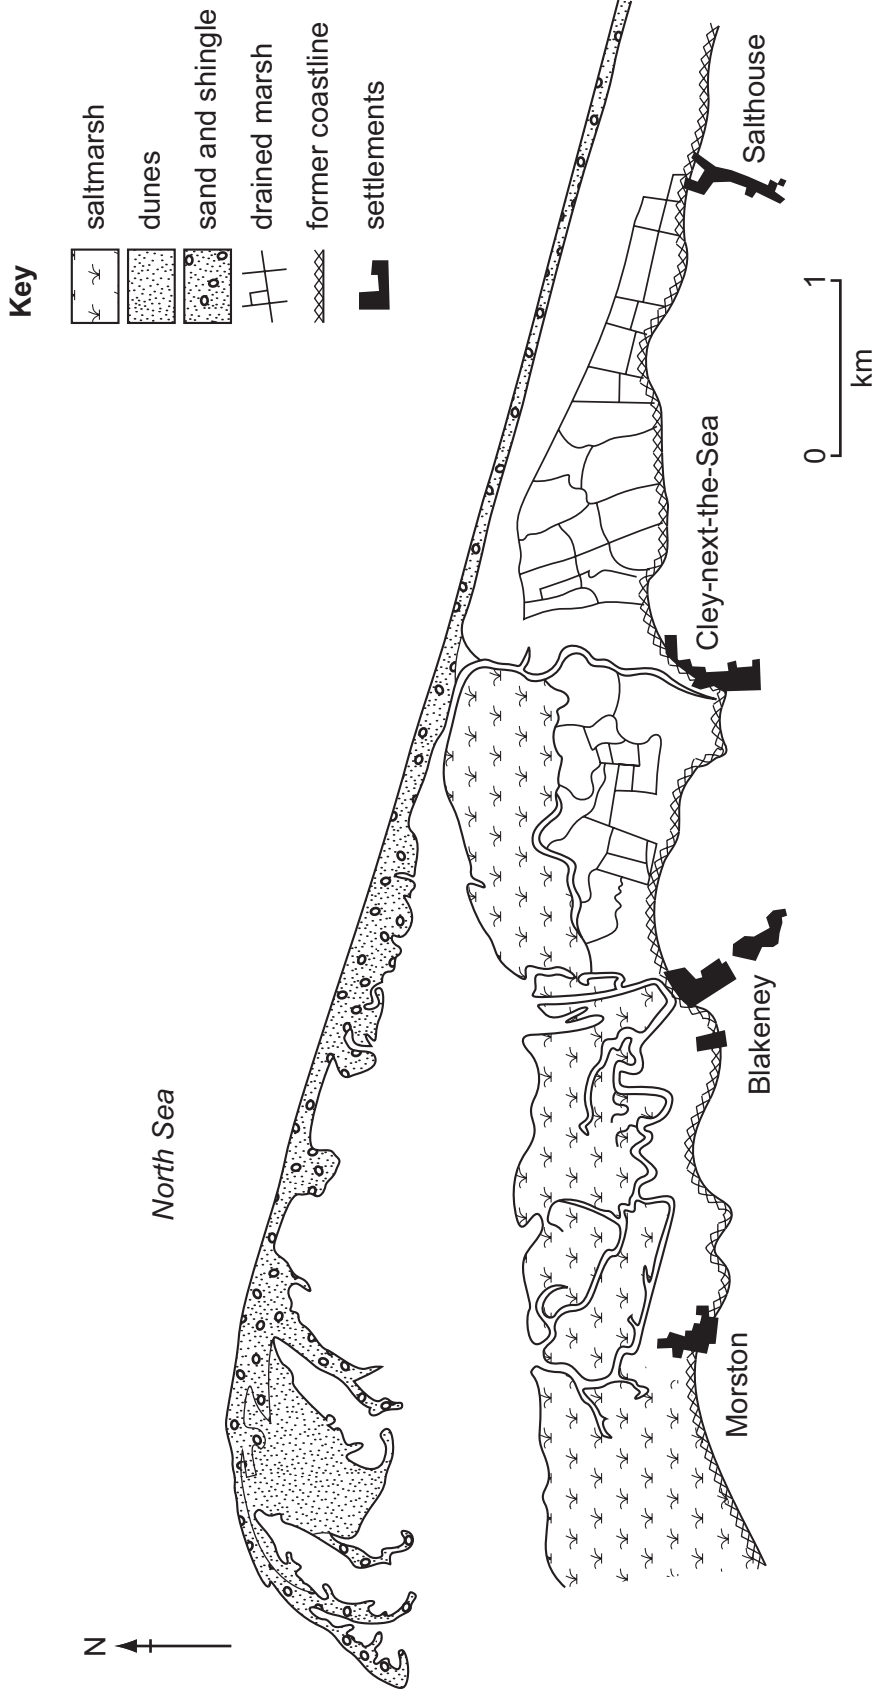 Key
saltmarsh
dunes
sand and shingle
drained marsh
former coastline
settlements
North Sea
N
Morston
Blakeney
Cley-next-the-Sea
Salthouse
0 1
km